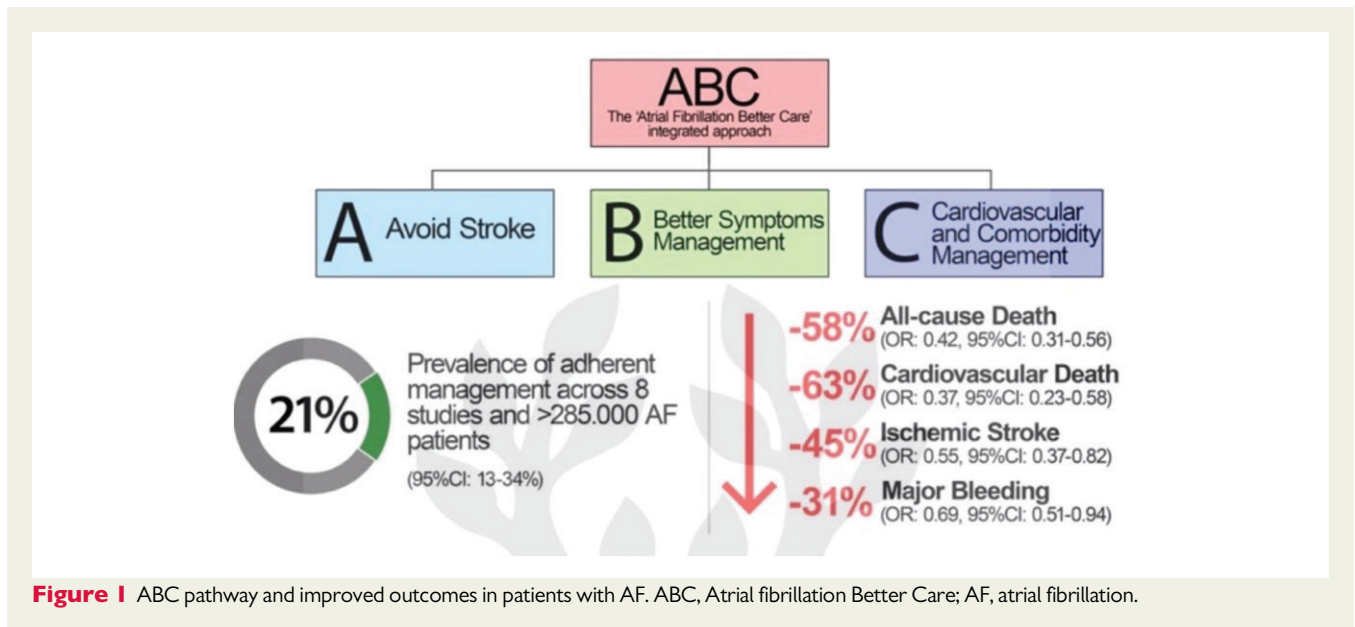 ABC
The 'Atrial Fibrillation Better Care'
integrated approach
A Avoid Stroke
B Better Symptoms
Management
C Cardiovascular
and Comorbidity
Management
21%
Prevalence of adherent
management across 8
studies and >285.000 AF
patients
(95%CI: 13-34%)
-58% All-cause Death
(OR: 0.42, 95%CI: 0.31-0.56)
-63% Cardiovascular Death
(OR: 0.37, 95%CI: 0.23-0.58)
-45% Ischemic Stroke
(OR: 0.55, 95%CI: 0.37-0.82)
-31% Major Bleeding
(OR: 0.69, 95%CI: 0.51-0.94)
Figure 1 ABC pathway and improved outcomes in patients with AF. ABC, Atrial fibrillation Better Care; AF, atrial fibrillation.